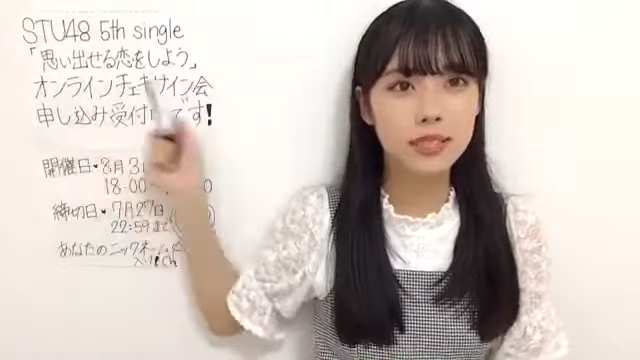 STU48 5th single
「思い出せる恋をしよう」
オンラインチェキサイン会
申し込み受付 です!
開催日・8月3
18:00 0
締切日・7月27日
22:59まで
あなたのニックネーム